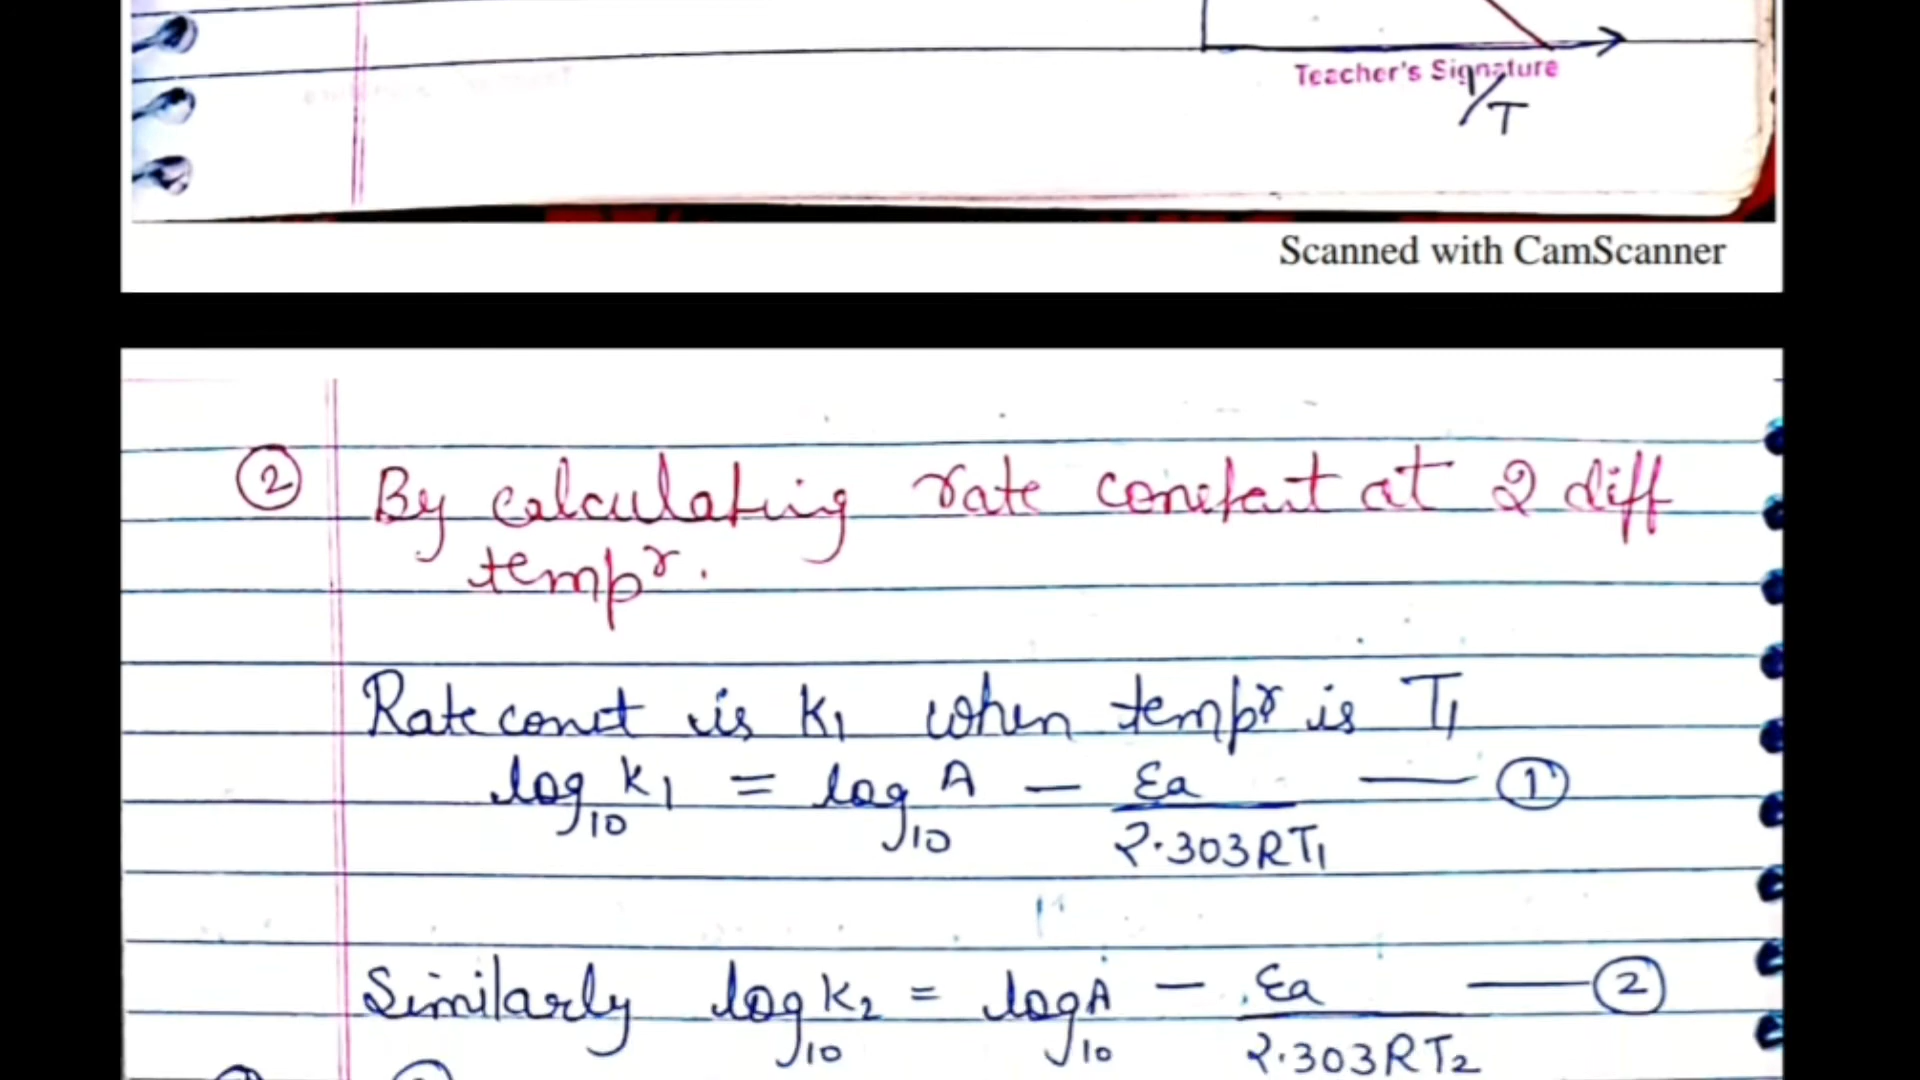 Teacher's Signature
1/T
Scanned with CamScanner
② By calculating rate constant at 2 diff
tempr.
Rate const is K1 when tempr is T1
log10 K1 = log10 A - Ea/2.303RT1 — ①
Similarly log10 K2 = log10 A - Ea/2.303RT2 — ②